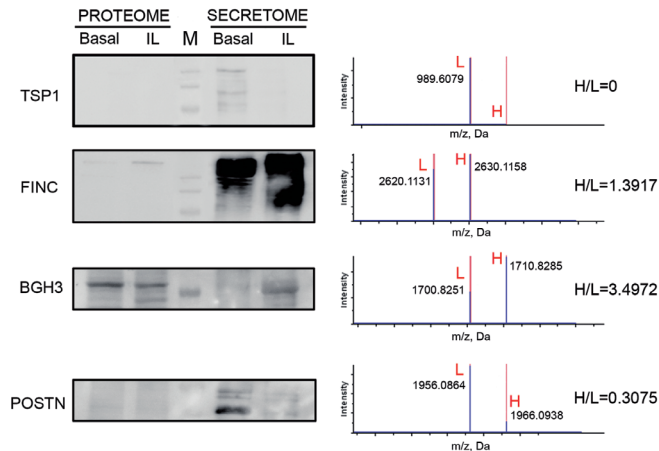 PROTEOME SECRETOME
Basal IL M Basal IL
TSP1
Intensity
L
989.6079
H
m/z, Da
H/L=0
FINC
Intensity
L H
2620.1131 2630.1158
m/z, Da
H/L=1.3917
BGH3
Intensity
L H
1700.8251 1710.8285
m/z, Da
H/L=3.4972
POSTN
Intensity
L
1956.0864
H
1966.0938
m/z, Da
H/L=0.3075